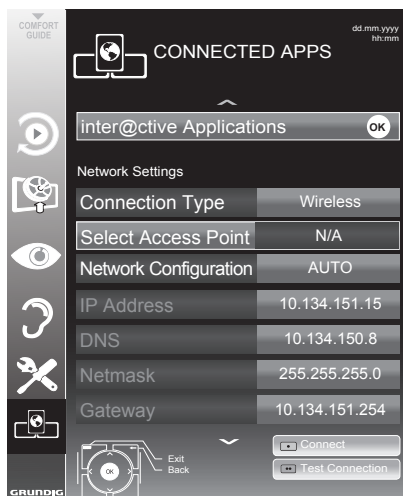 COMFORT
GUIDE
CONNECTED APPS
dd.mm.yyyy
hh:mm
inter@ctive Applications OK
Network Settings
Connection Type Wireless
Select Access Point N/A
Network Configuration AUTO
IP Address 10.134.151.15
DNS 10.134.150.8
Netmask 255.255.255.0
Gateway 10.134.151.254
OK
Exit
Back
Connect
Test Connection
GRUNDIG